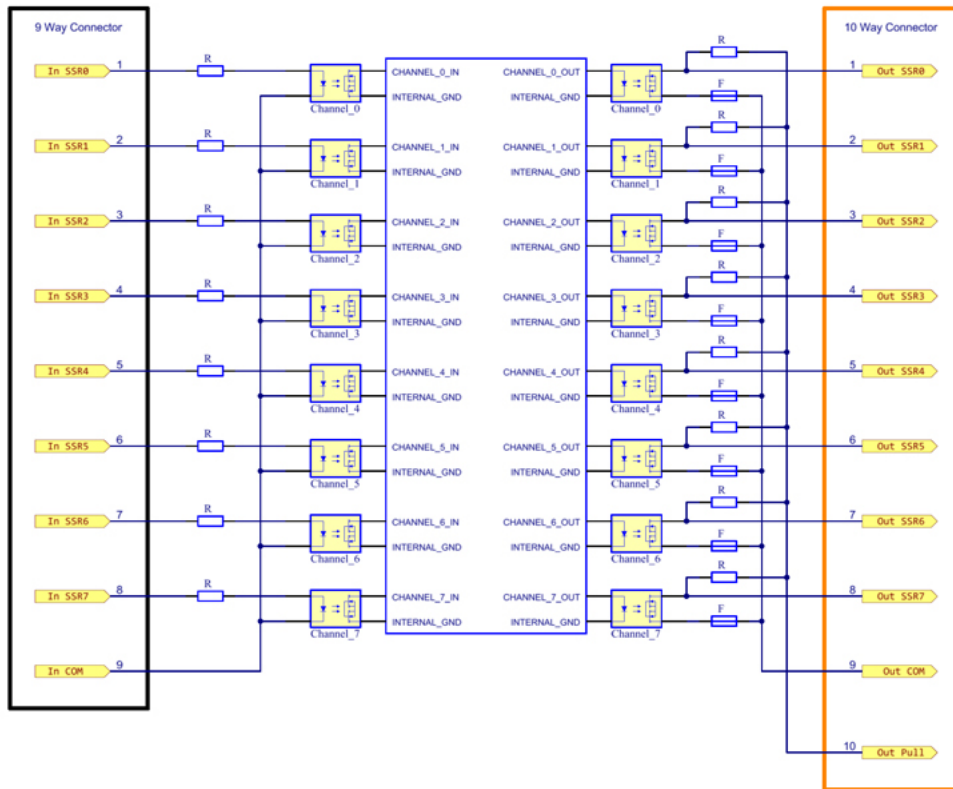 9 Way Connector
10 Way Connector
R
In SSR0
1
R
CHANNEL_0_IN
CHANNEL_0_OUT
1
Out SSR0
INTERNAL_GND
INTERNAL_GND
F
Channel_0
Channel_0
R
In SSR1
2
R
CHANNEL_1_IN
CHANNEL_1_OUT
2
Out SSR1
INTERNAL_GND
INTERNAL_GND
F
Channel_1
Channel_1
R
In SSR2
3
R
CHANNEL_2_IN
CHANNEL_2_OUT
3
Out SSR2
INTERNAL_GND
INTERNAL_GND
F
Channel_2
Channel_2
R
In SSR3
4
R
CHANNEL_3_IN
CHANNEL_3_OUT
4
Out SSR3
INTERNAL_GND
INTERNAL_GND
F
Channel_3
Channel_3
R
In SSR4
5
R
CHANNEL_4_IN
CHANNEL_4_OUT
5
Out SSR4
INTERNAL_GND
INTERNAL_GND
F
Channel_4
Channel_4
R
In SSR5
6
R
CHANNEL_5_IN
CHANNEL_5_OUT
6
Out SSR5
INTERNAL_GND
INTERNAL_GND
F
Channel_5
Channel_5
R
In SSR6
7
R
CHANNEL_6_IN
CHANNEL_6_OUT
7
Out SSR6
INTERNAL_GND
INTERNAL_GND
F
Channel_6
Channel_6
R
In SSR7
8
R
CHANNEL_7_IN
CHANNEL_7_OUT
8
Out SSR7
INTERNAL_GND
INTERNAL_GND
F
Channel_7
Channel_7
In COM
9
9
Out COM
10
Out Pull